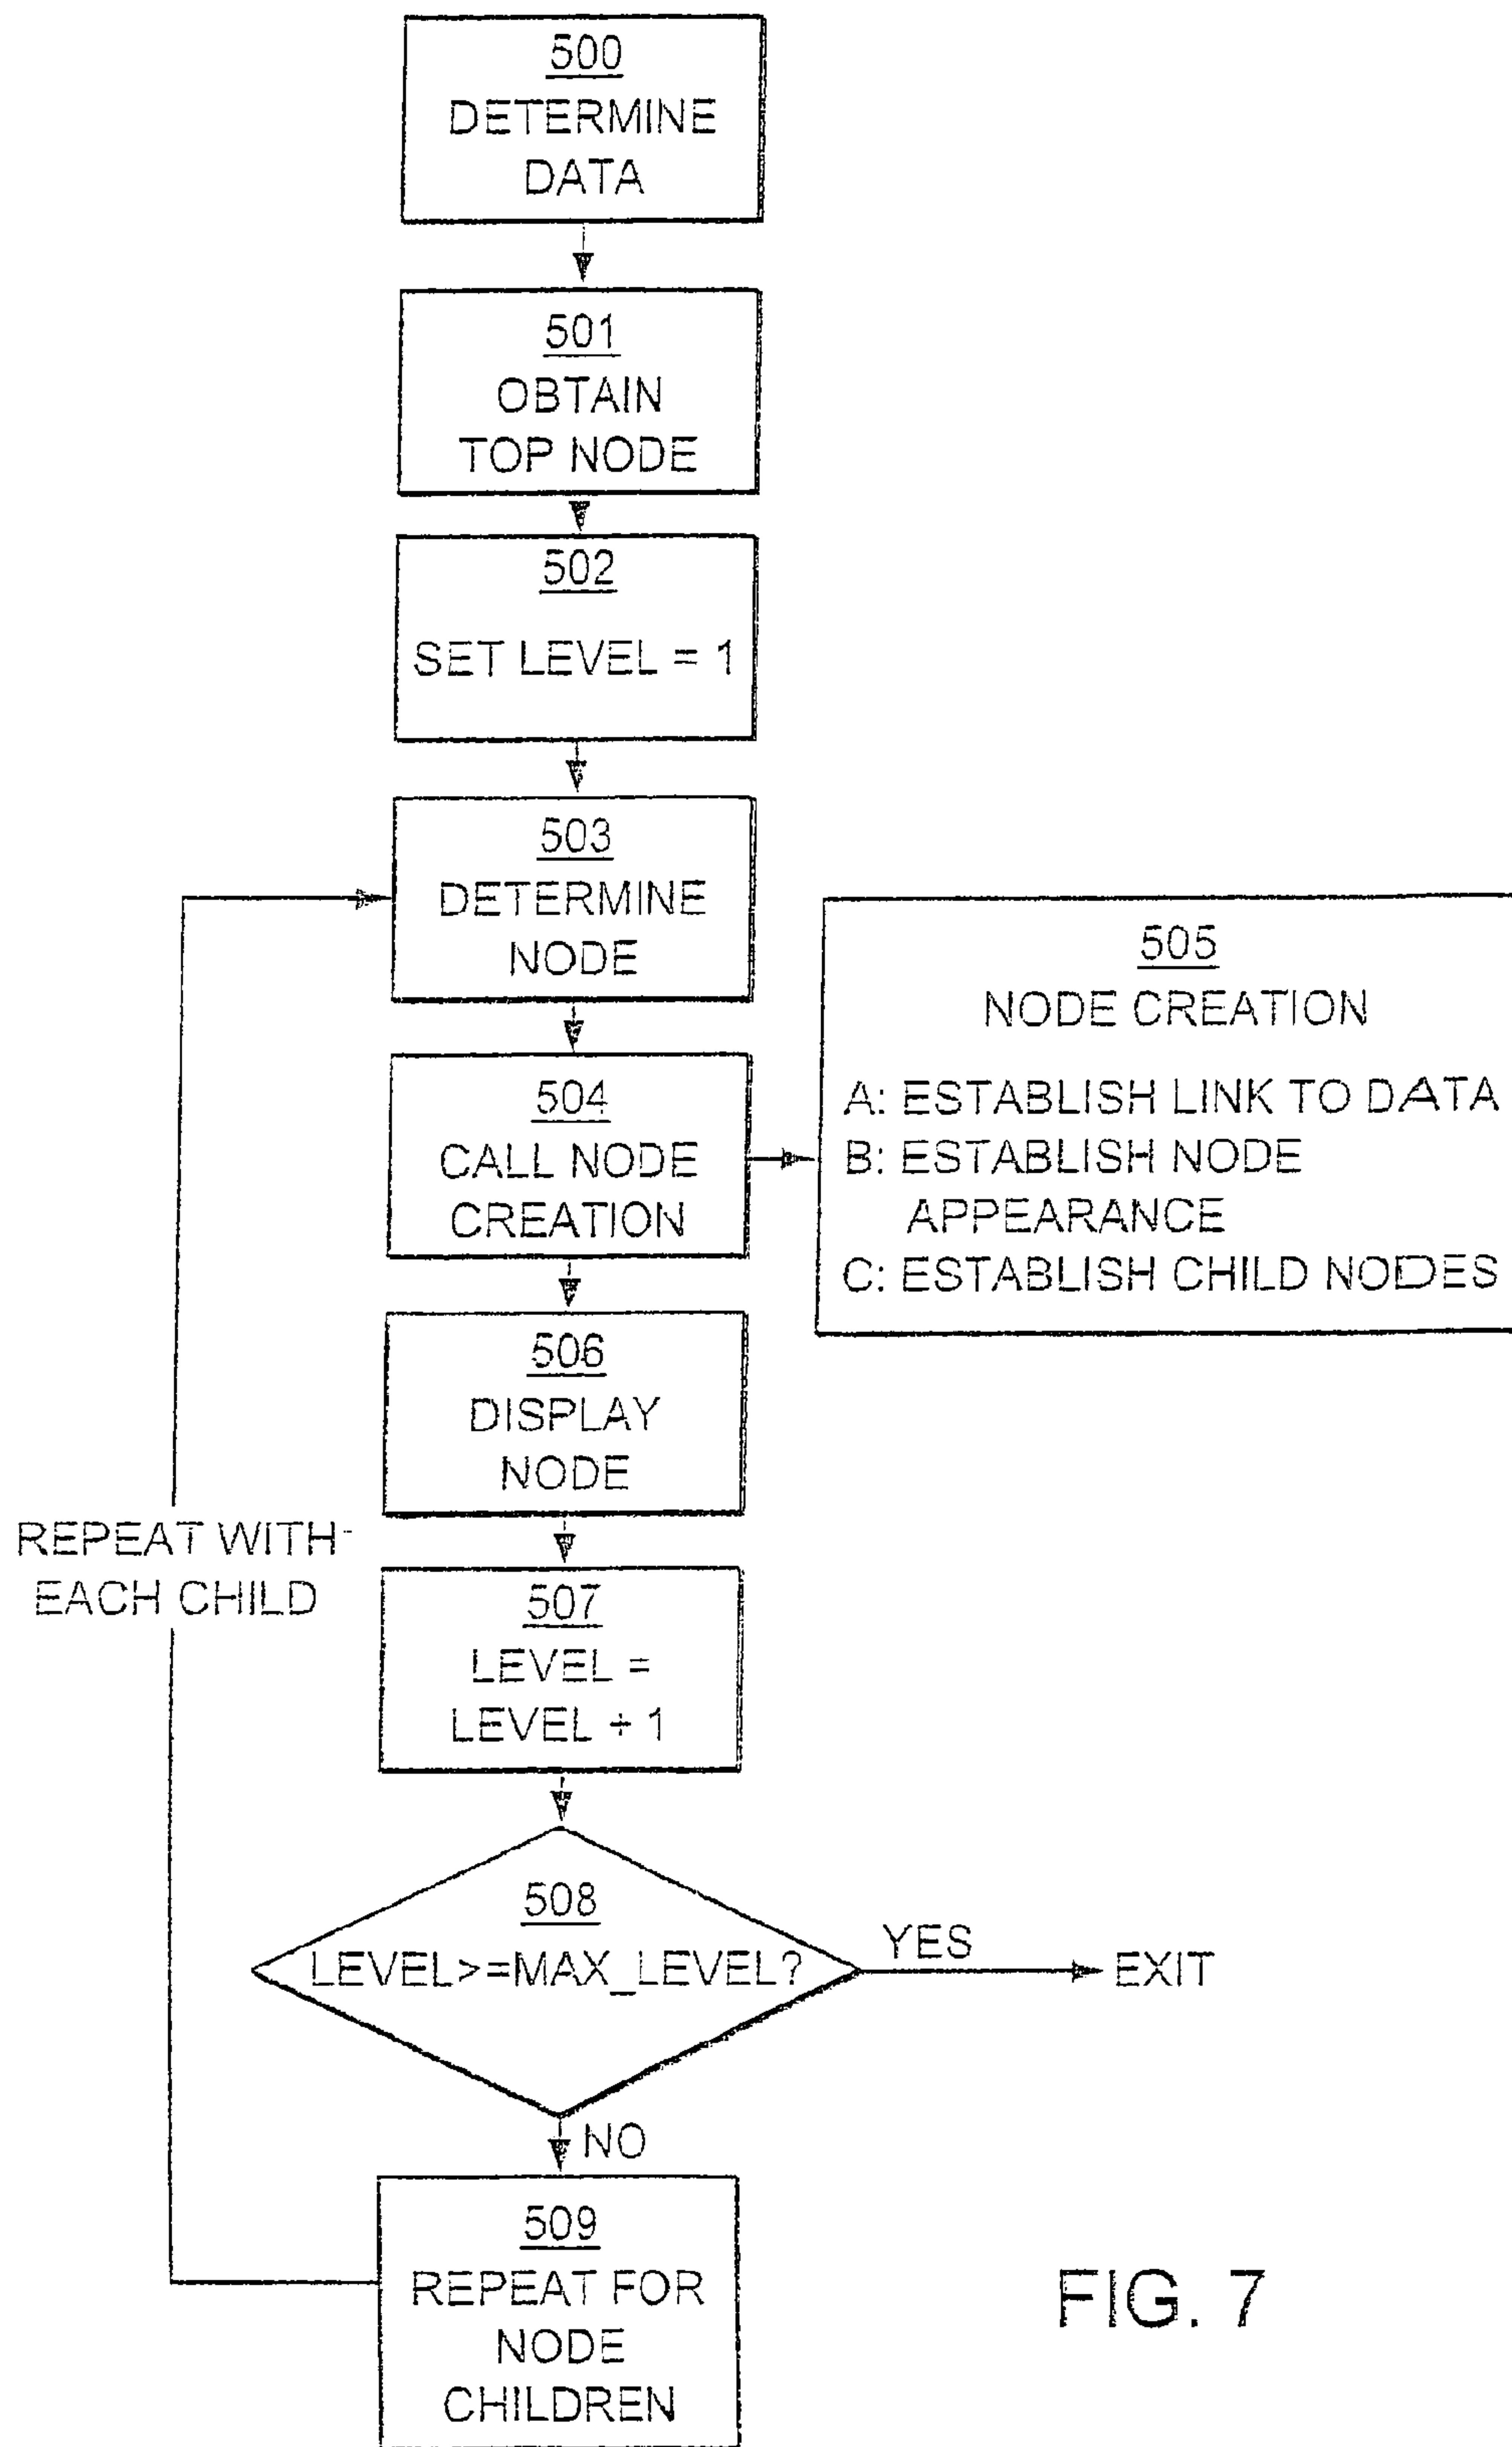 500
DETERMINE
DATA
501
OBTAIN
TOP NODE
502
SET LEVEL = 1
503
DETERMINE
NODE
504
CALL NODE
CREATION
505
NODE CREATION
A: ESTABLISH LINK TO DATA
B: ESTABLISH NODE
APPEARANCE
C: ESTABLISH CHILD NODES
506
DISPLAY
NODE
REPEAT WITH
EACH CHILD
507
LEVEL =
LEVEL + 1
508
LEVEL>=MAX_LEVEL?
YES
EXIT
NO
509
REPEAT FOR
NODE
CHILDREN
FIG. 7